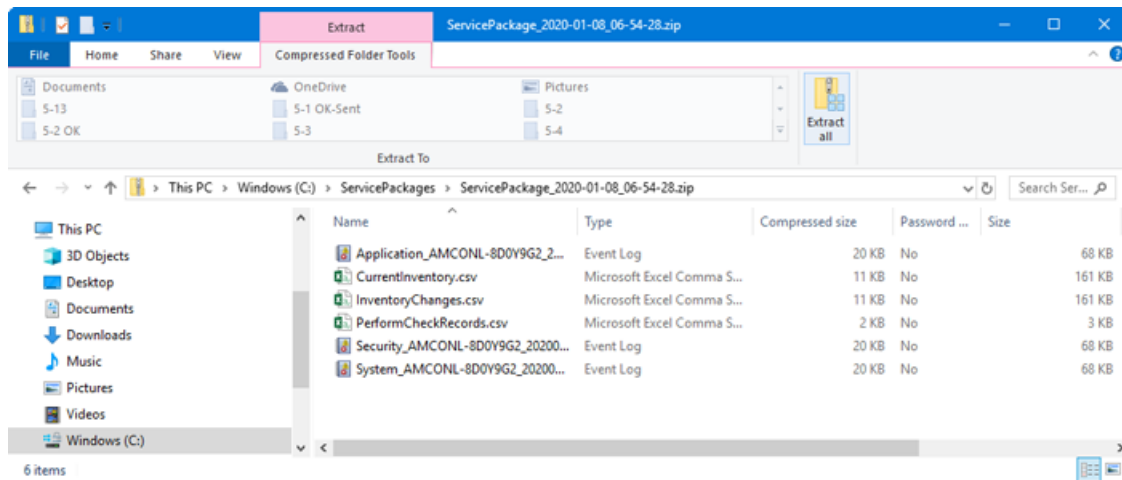 Extract ServicePackage_2020-01-08_06-54-28.zip
File Home Share View Compressed Folder Tools
Documents OneDrive Pictures
5-13 5-1 OK-Sent 5-2
5-2 OK 5-3 5-4
Extract all
Extract To
This PC > Windows (C:) > ServicePackages > ServicePackage_2020-01-08_06-54-28.zip Search Ser...
Name Type Compressed size Password ... Size
This PC
3D Objects
Desktop
Documents
Downloads
Music
Pictures
Videos
Windows (C:)
Application_AMCONL-8D0Y9G2_2... Event Log 20 KB No 68 KB
CurrentInventory.csv Microsoft Excel Comma S... 11 KB No 161 KB
InventoryChanges.csv Microsoft Excel Comma S... 11 KB No 161 KB
PerformCheckRecords.csv Microsoft Excel Comma S... 2 KB No 3 KB
Security_AMCONL-8D0Y9G2_20200... Event Log 20 KB No 68 KB
System_AMCONL-8D0Y9G2_20200... Event Log 20 KB No 68 KB
6 items